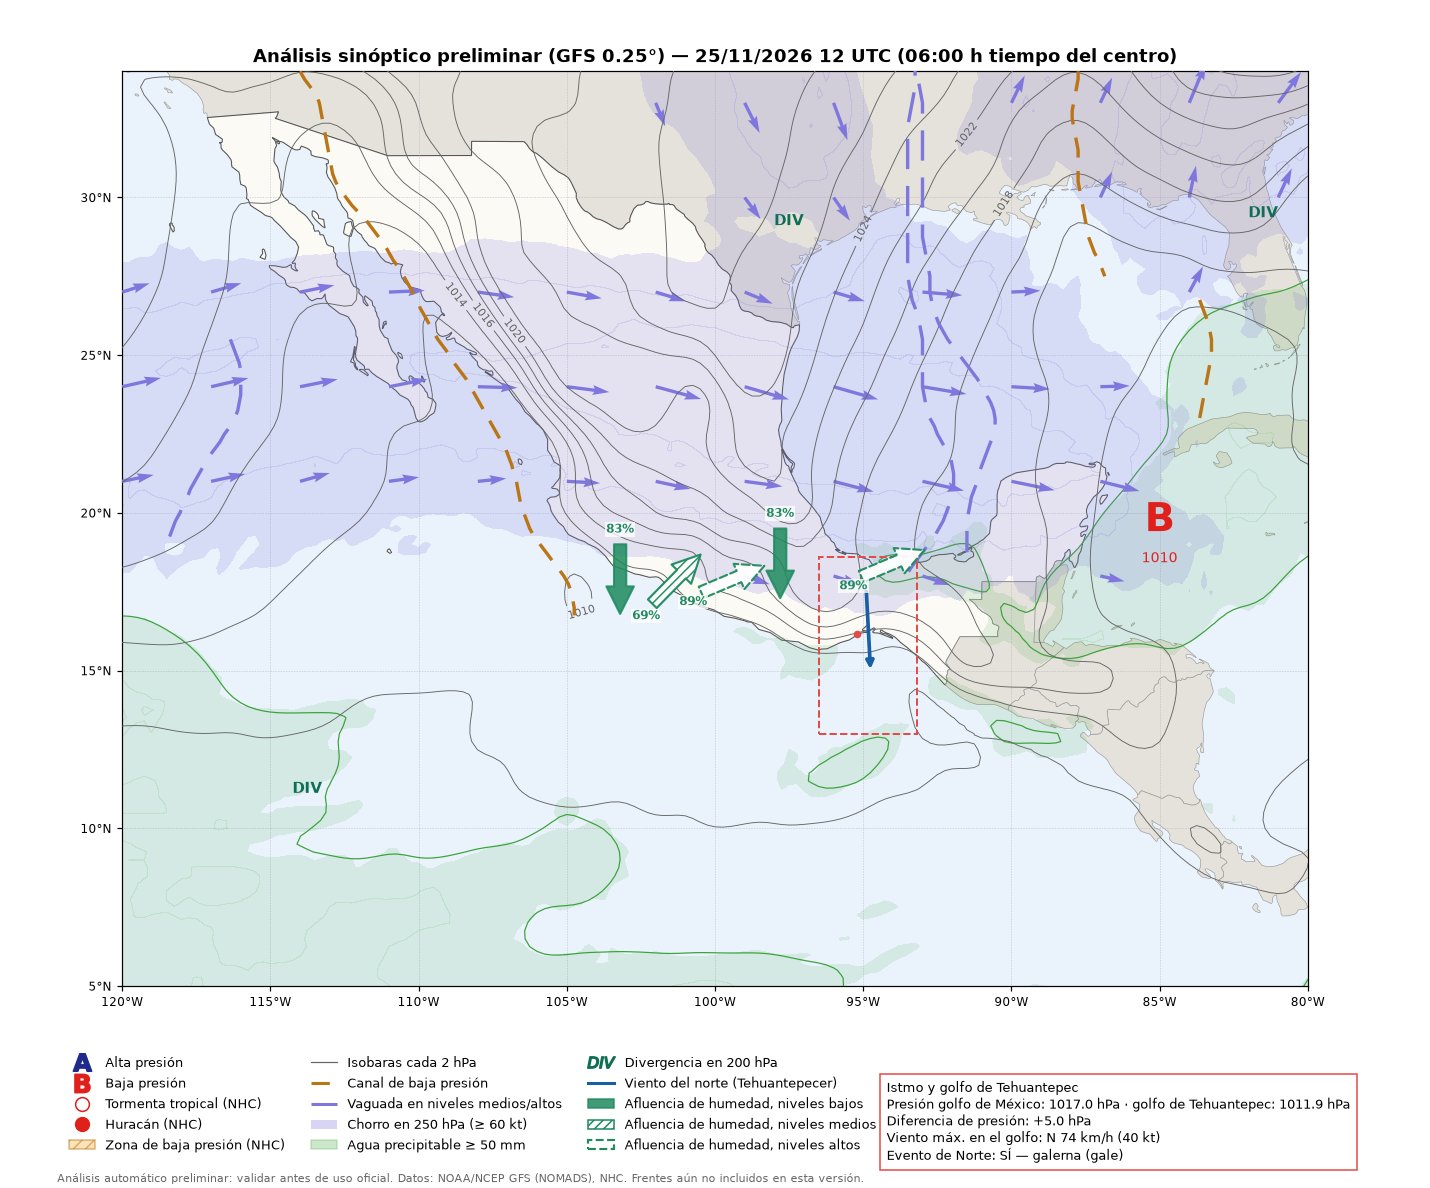 Análisis sinóptico preliminar (GFS 0.25°) — 25/11/2026 12 UTC (06:00 h tiempo del centro)
1022
30°N
1018
DIV
DIV
1024
1014
1016
1020
25°N
20°N
83%
83%
B
1010
89%
89%
69%
1010
15°N
DIV
10°N
5°N
120°W
115°W
110°W
105°W
100°W
95°W
90°W
85°W
80°W
A Alta presión
B Baja presión
Tormenta tropical (NHC)
Huracán (NHC)
Zona de baja presión (NHC)
Isobaras cada 2 hPa
Canal de baja presión
Vaguada en niveles medios/altos
Chorro en 250 hPa (≥ 60 kt)
Agua precipitable ≥ 50 mm
DIV Divergencia en 200 hPa
Viento del norte (Tehuantepecer)
Afluencia de humedad, niveles bajos
Afluencia de humedad, niveles medios
Afluencia de humedad, niveles altos
Istmo y golfo de Tehuantepec
Presión golfo de México: 1017.0 hPa · golfo de Tehuantepec: 1011.9 hPa
Diferencia de presión: +5.0 hPa
Viento máx. en el golfo: N 74 km/h (40 kt)
Evento de Norte: SÍ — galerna (gale)
Análisis automático preliminar: validar antes de uso oficial. Datos: NOAA/NCEP GFS (NOMADS), NHC. Frentes aún no incluidos en esta versión.